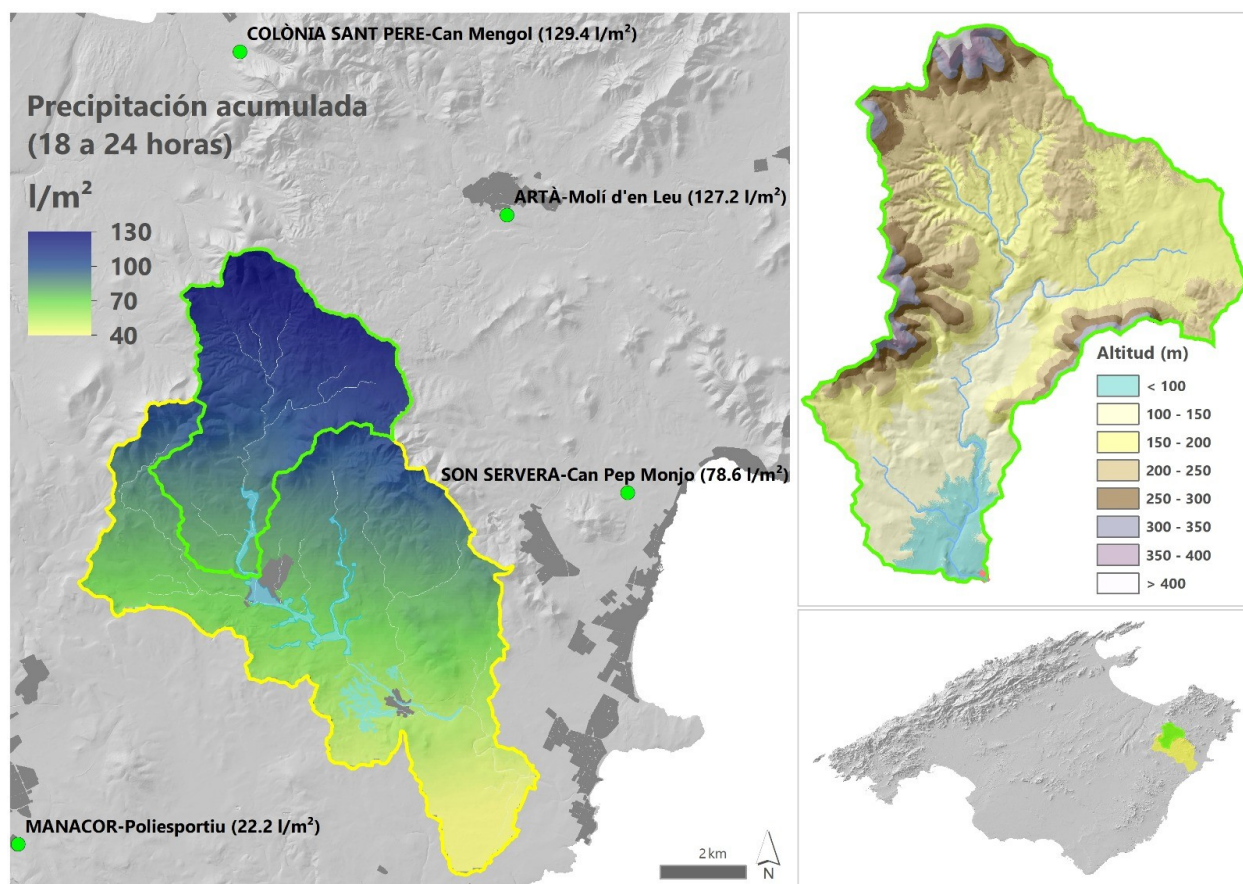 COLÒNIA SANT PERE-Can Mengol (129.4 l/m²)
Precipitación acumulada
(18 a 24 horas)
l/m²
130
100
70
40
ARTÀ-Molí d'en Leu (127.2 l/m²)
SON SERVERA-Can Pep Monjo (78.6 l/m²)
MANACOR-Poliesportiu (22.2 l/m²)
2 km
N
Altitud (m)
< 100
100 - 150
150 - 200
200 - 250
250 - 300
300 - 350
350 - 400
> 400